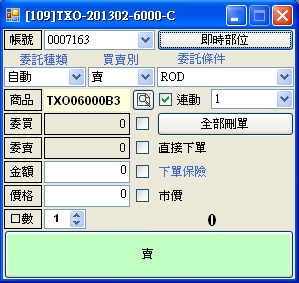 [109]TXO-201302-6000-C
帳號 0007163 即時部位
委託種類 買賣別 委託條件
自動 賣 ROD
商品 TXO06000B3 連動 1
委買 0 全部刪單
委賣 0 直接下單
金額 0 下單保險
價格 0 市價
口數 1 0
賣